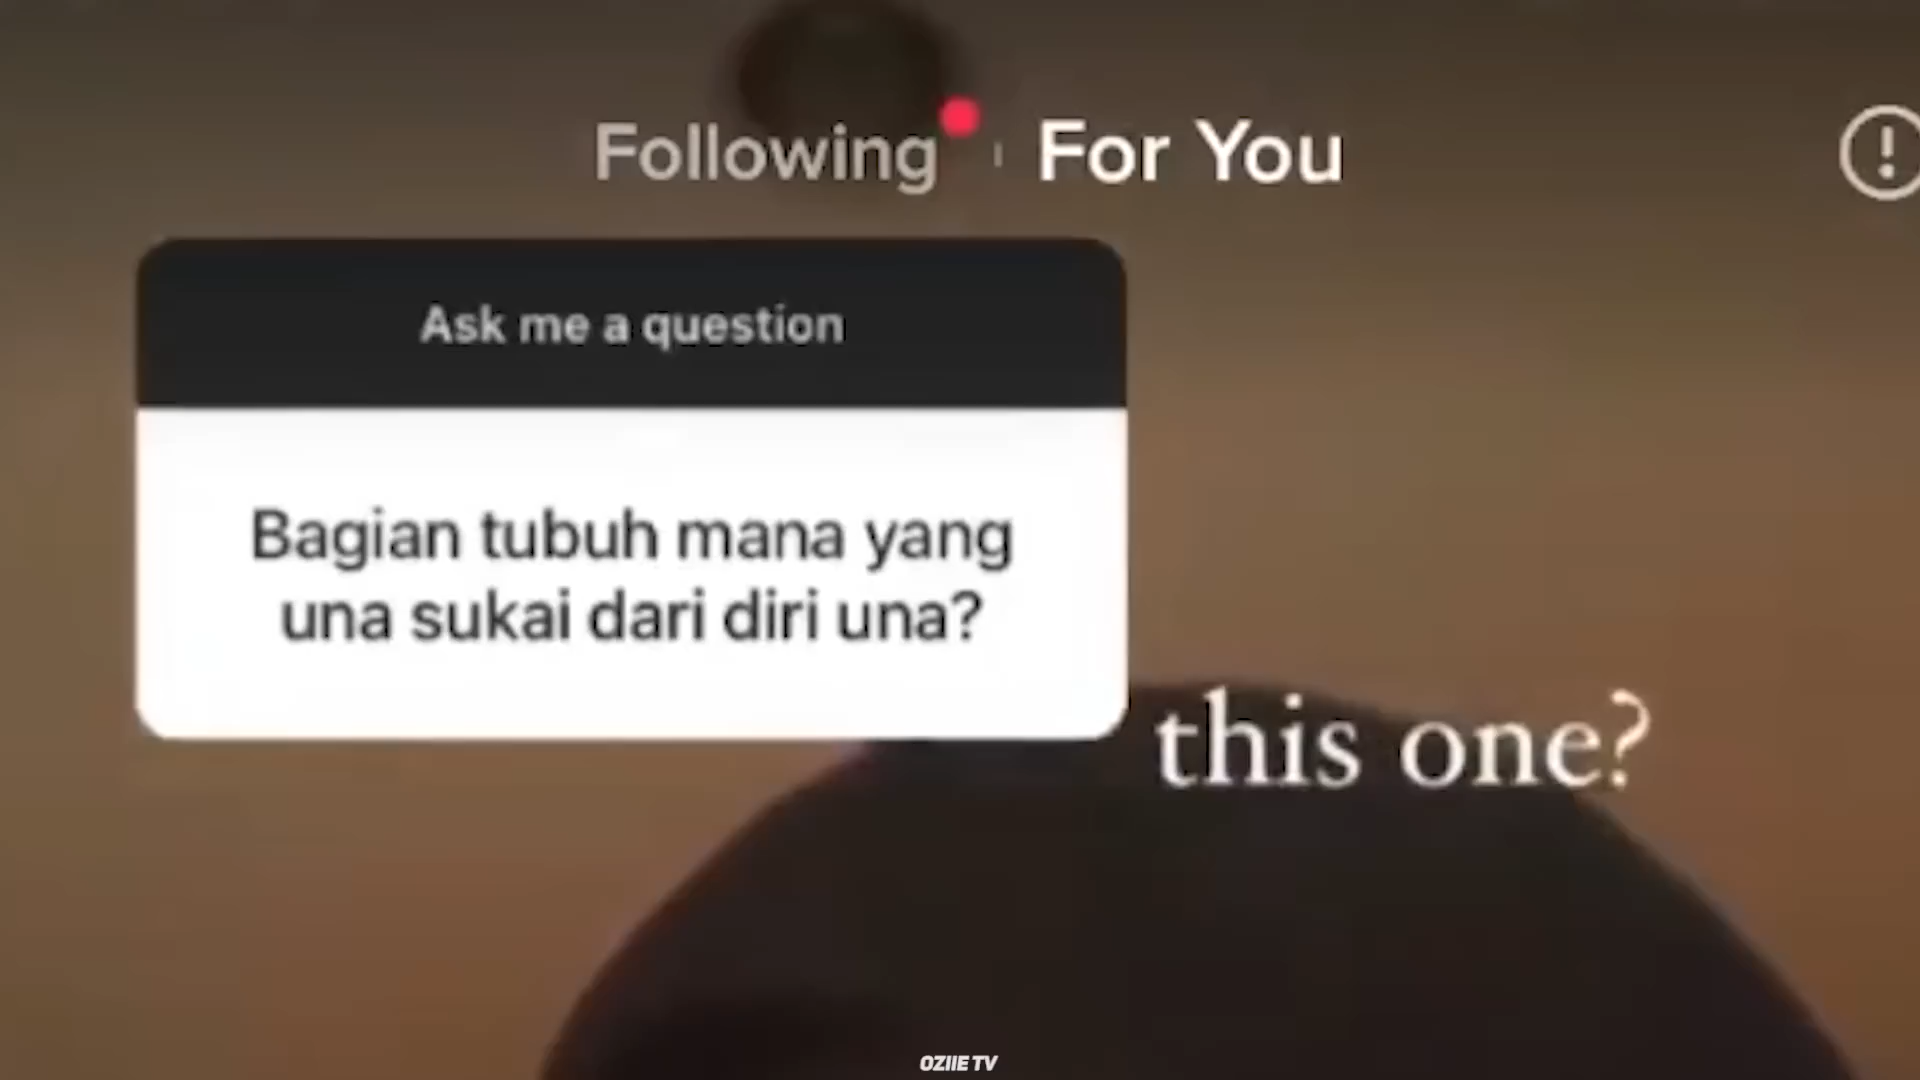 Following
For You
Ask me a question
Bagian tubuh mana yang
una sukai dari diri una?
this one?
OZIIE TV